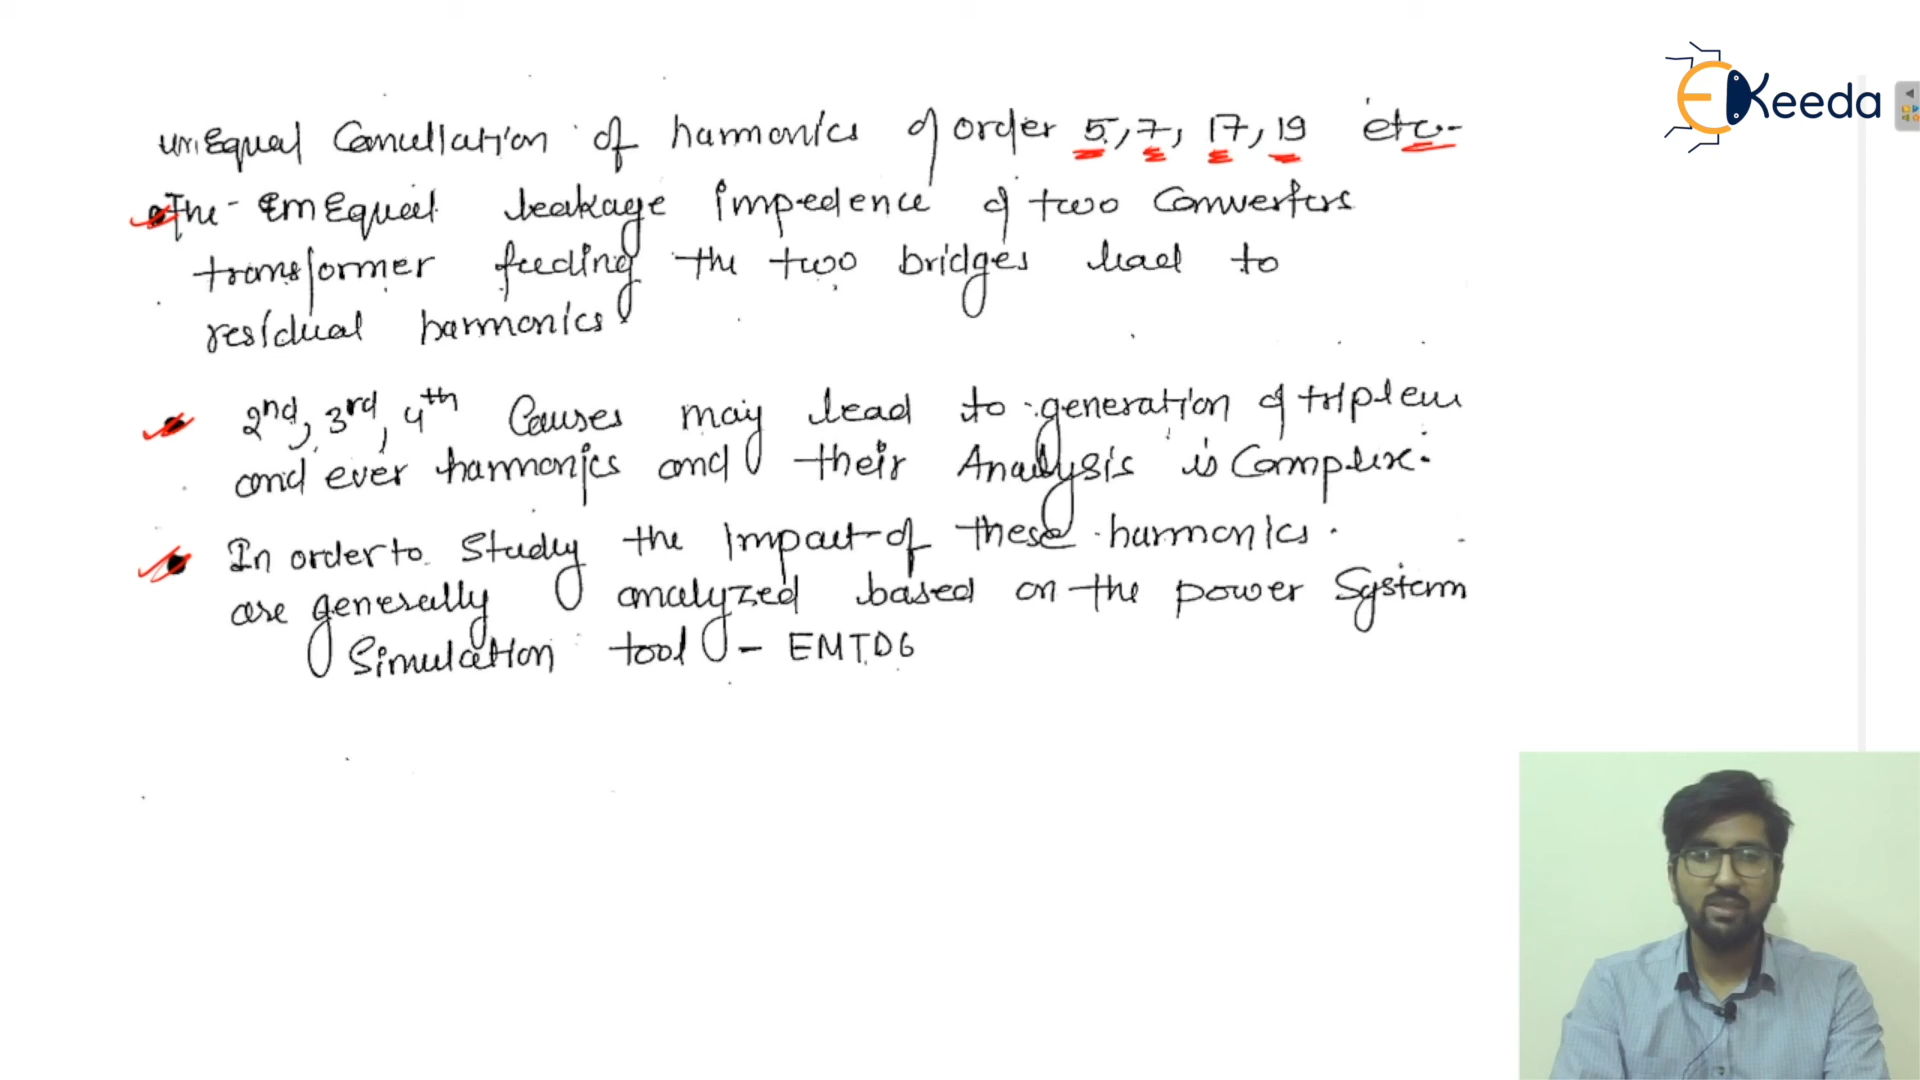 EKeeda
unEqual Cancellation of harmonics of order 5, 7, 17, 19 etc.
The EmEqual leakage impedence of two Converters
transformer feeding the two bridges lead to
residual harmonics
2nd, 3rd, 4th Causes may lead to generation of triplen
and ever harmonics and their Analysis is Complex.
In order to Study the Impact of these harmonics.
are generally analyzed based on the power System
Simulation tool - EMTDG